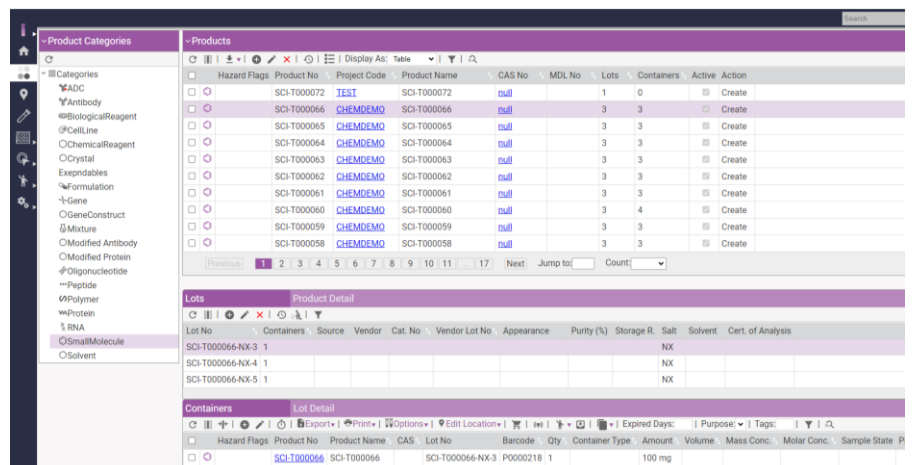 Search
Product Categories
Categories
ADC
Antibody
BiologicalReagent
CellLine
ChemicalReagent
Crystal
Exependables
Formulation
Gene
GeneConstruct
Mixture
Modified Antibody
Modified Protein
Oligonucleotide
Peptide
Polymer
Protein
RNA
SmallMolecule
Solvent
Products
Display As: Table
Hazard Flags Product No Project Code Product Name CAS No MDL No Lots Containers Active Action
SCI-T000072 TEST SCI-T000072 null 1 0 Create
SCI-T000066 CHEMDEMO SCI-T000066 null 3 3 Create
SCI-T000065 CHEMDEMO SCI-T000065 null 3 3 Create
SCI-T000064 CHEMDEMO SCI-T000064 null 3 3 Create
SCI-T000063 CHEMDEMO SCI-T000063 null 3 3 Create
SCI-T000062 CHEMDEMO SCI-T000062 null 3 3 Create
SCI-T000061 CHEMDEMO SCI-T000061 null 3 3 Create
SCI-T000060 CHEMDEMO SCI-T000060 null 3 4 Create
SCI-T000059 CHEMDEMO SCI-T000059 null 3 3 Create
SCI-T000058 CHEMDEMO SCI-T000058 null 3 3 Create
Previous 1 2 3 4 5 6 7 8 9 10 11 ... 17 Next Jump to: Count:
Lots Product Detail
Lot No Containers Source Vendor Cat. No Vendor Lot No Appearance Purity (%) Storage R. Salt Solvent Cert. of Analysis
SCI-T000066-NX-3 1 NX
SCI-T000066-NX-4 1 NX
SCI-T000066-NX-5 1 NX
Containers Lot Detail
Export Print Options Edit Location Expired Days: Purpose: Tags:
Hazard Flags Product No Product Name CAS Lot No Barcode Qty Container Type Amount Volume Mass Conc. Molar Conc. Sample State
SCI-T000066 SCI-T000066 SCI-T000066-NX-3 P0000218 1 100 mg